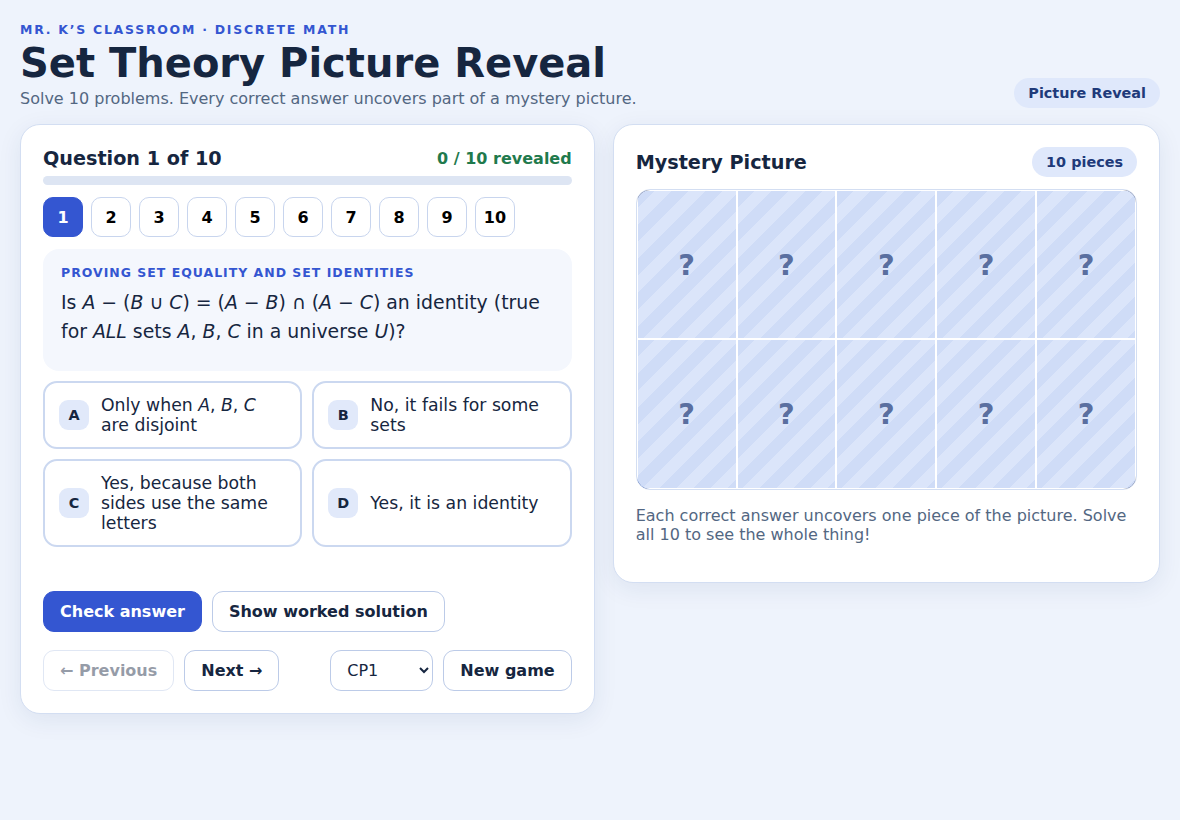 MR. K’S CLASSROOM · DISCRETE MATH
Set Theory Picture Reveal
Solve 10 problems. Every correct answer uncovers part of a mystery picture.
Picture Reveal
Question 1 of 10
0 / 10 revealed
1 2 3 4 5 6 7 8 9 10
PROVING SET EQUALITY AND SET IDENTITIES
Is A − (B ∪ C) = (A − B) ∩ (A − C) an identity (true
for ALL sets A, B, C in a universe U)?
A
Only when A, B, C
are disjoint
B
No, it fails for some
sets
C
Yes, because both
sides use the same
letters
D
Yes, it is an identity
Check answer
Show worked solution
← Previous
Next →
CP1
New game
Mystery Picture
10 pieces
? ? ? ? ?
? ? ? ? ?
Each correct answer uncovers one piece of the picture. Solve
all 10 to see the whole thing!